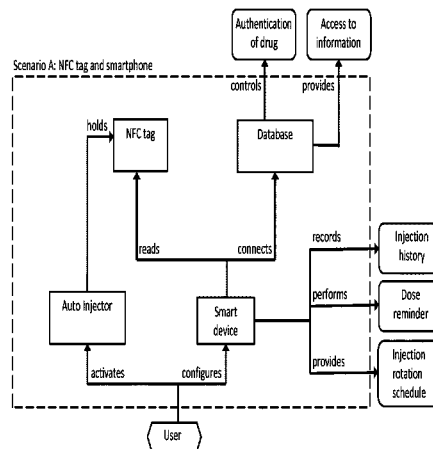 Authentication
of drug
Access to
information
Scenario A: NFC tag and smartphone
controls
provides
holds
NFC tag
Database
reads
connects
records
Injection
history
Auto Injector
Smart
device
performs
Dose
reminder
provides
Injection
rotation
schedule
activates
configures
User